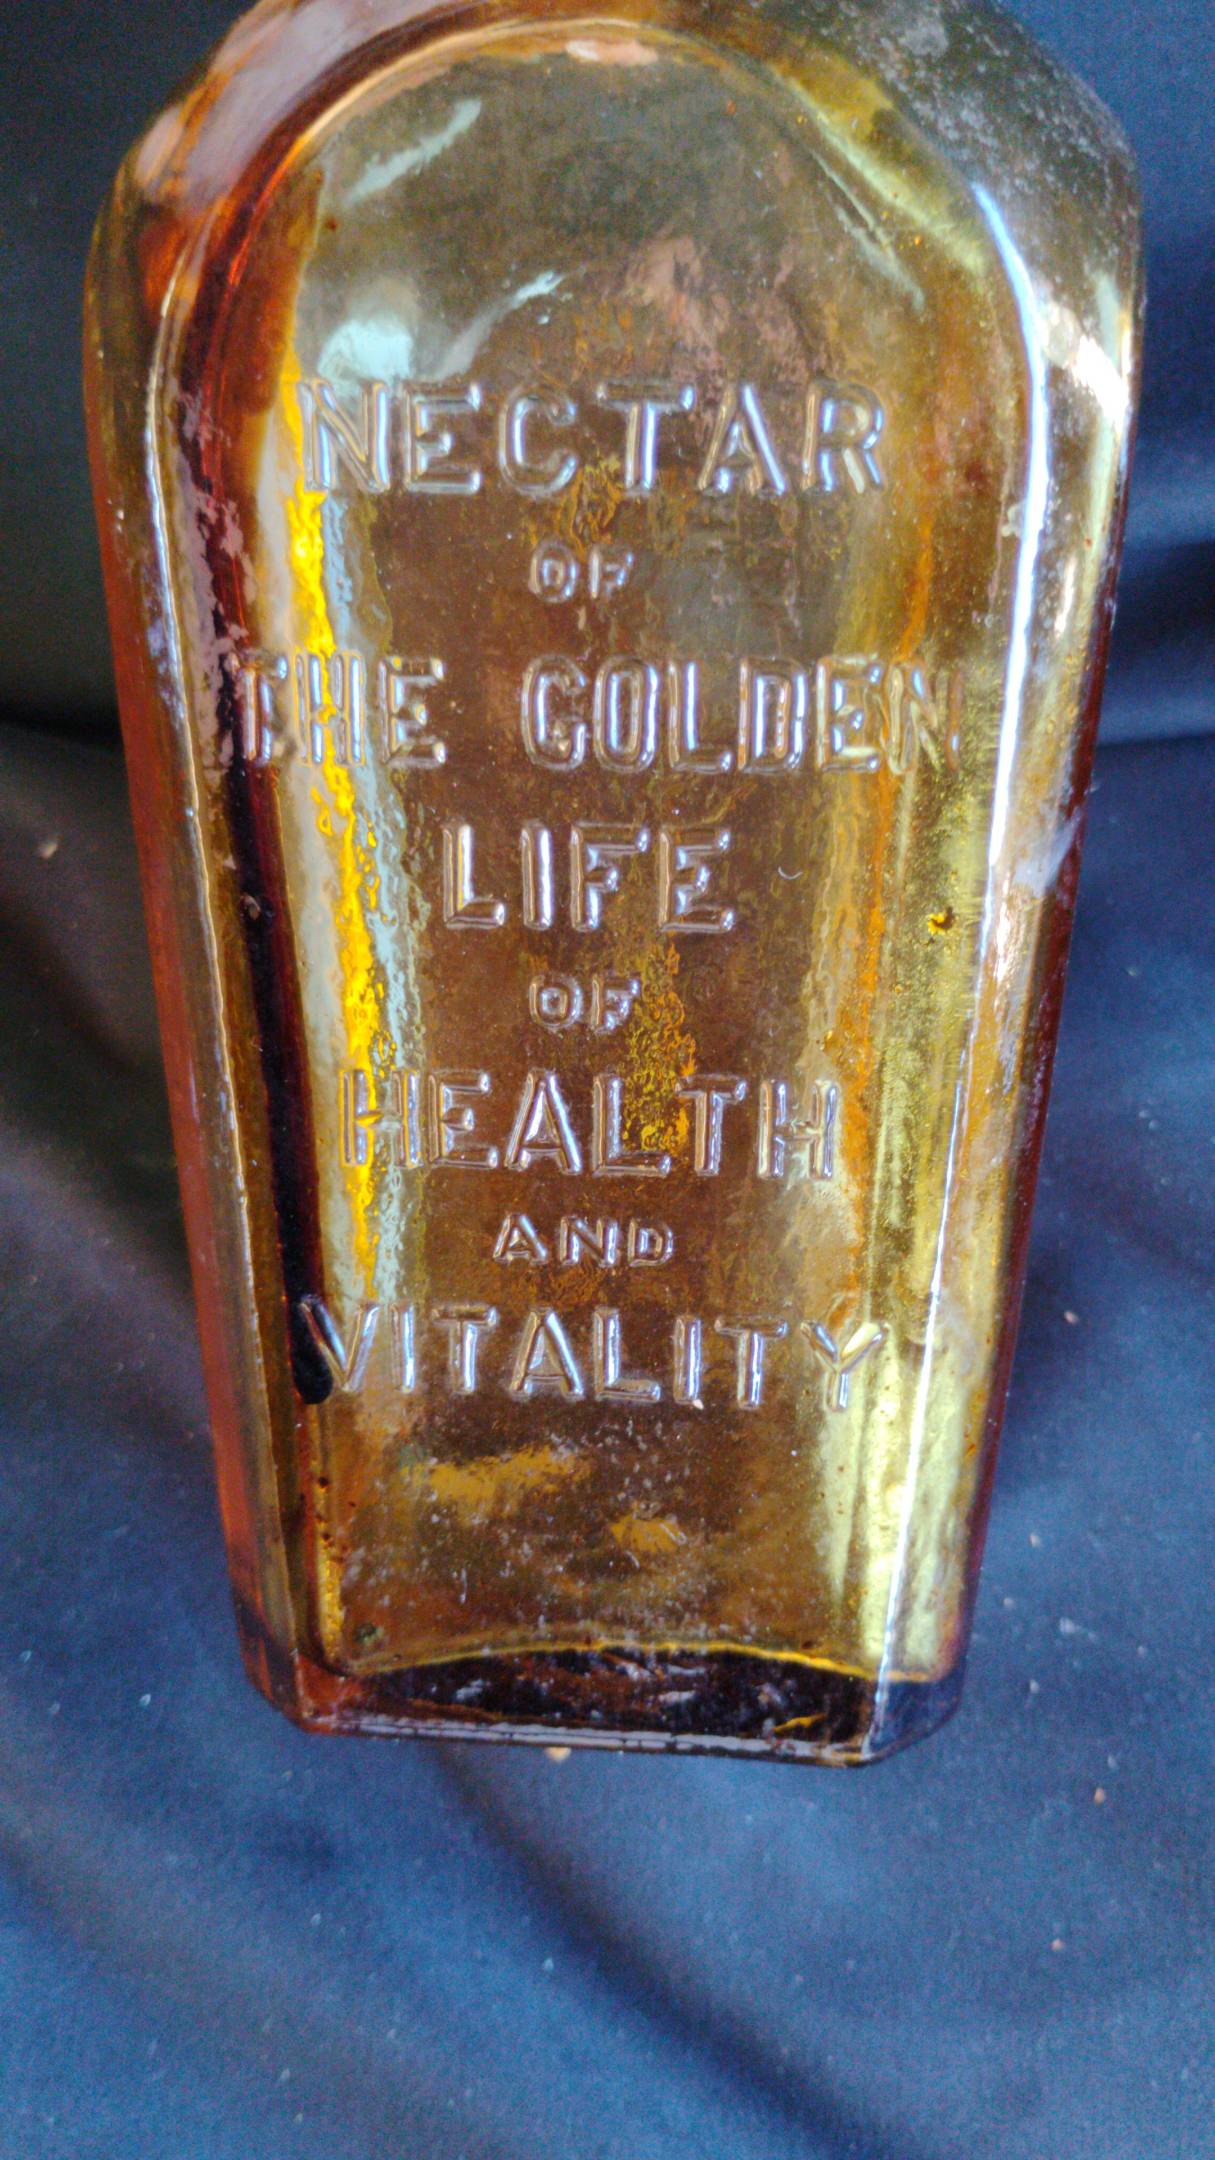 NECTAR
OF
THE GOLDEN
LIFE
OF
HEALTH
AND
VITALITY